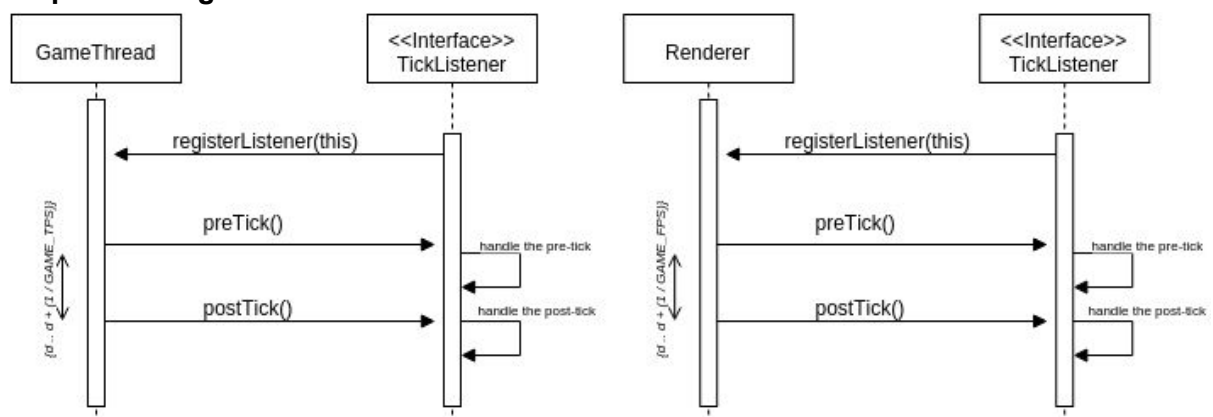 GameThread
<<Interface>>
TickListener
registerListener(this)
preTick()
handle the pre-tick
{d .. d + (1 / GAME_TPS)}
postTick()
handle the post-tick
Renderer
<<Interface>>
TickListener
registerListener(this)
preTick()
handle the pre-tick
{d .. d + (1 / GAME_FPS)}
postTick()
handle the post-tick